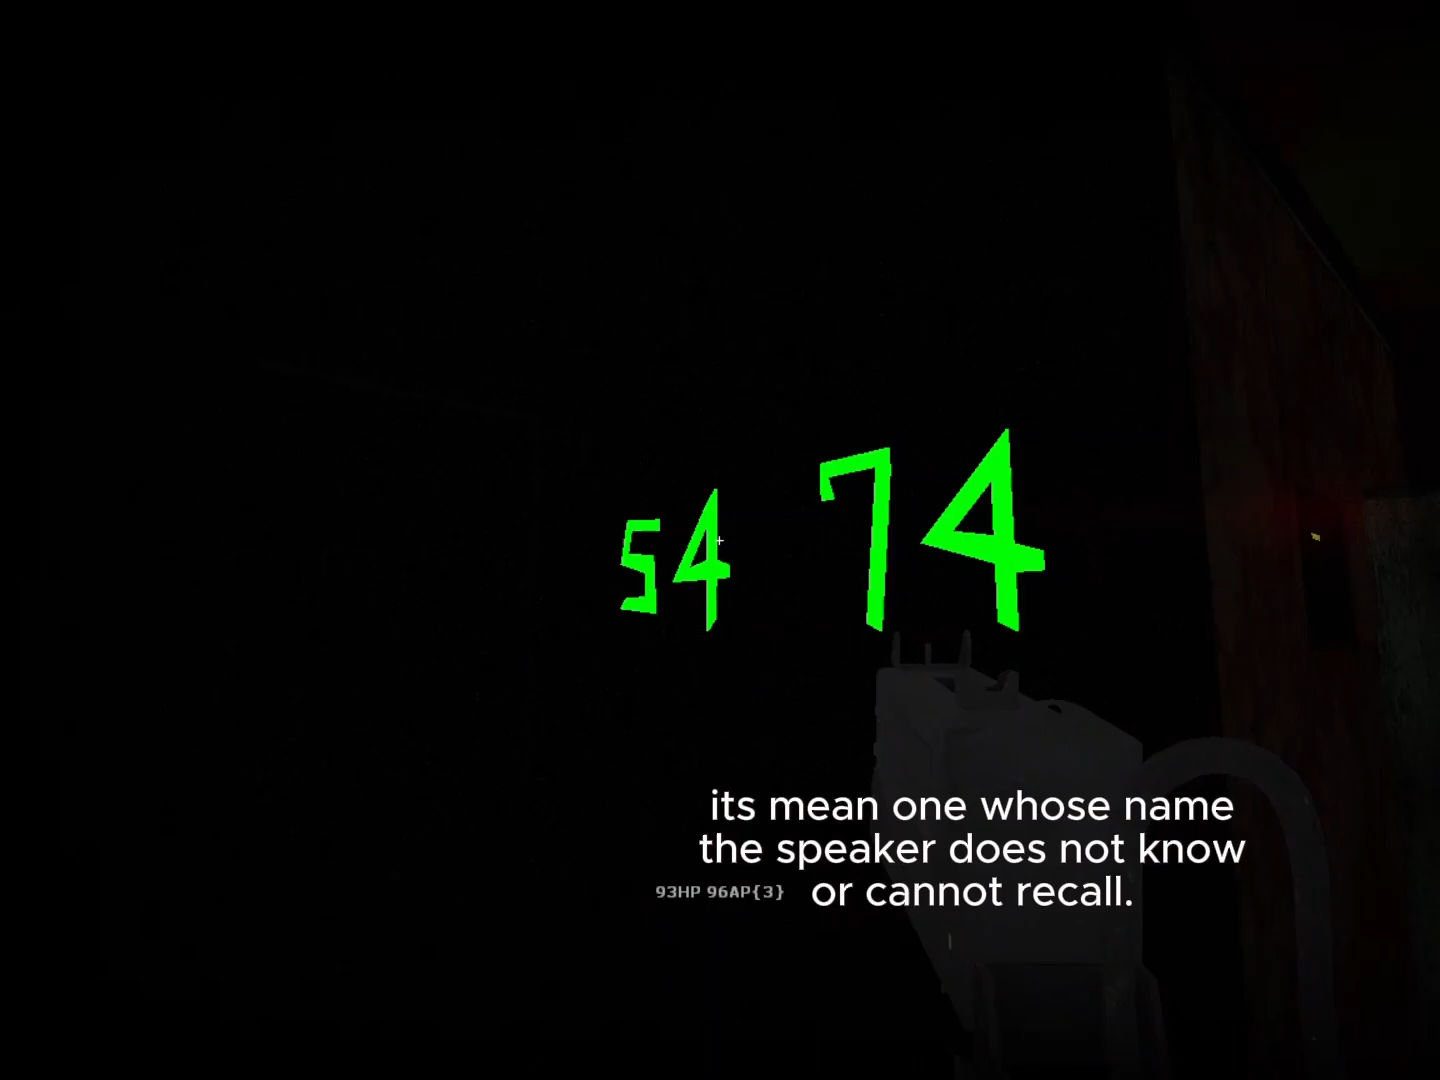 54 74
its mean one whose name
the speaker does not know
or cannot recall.
93HP 96AP{3}